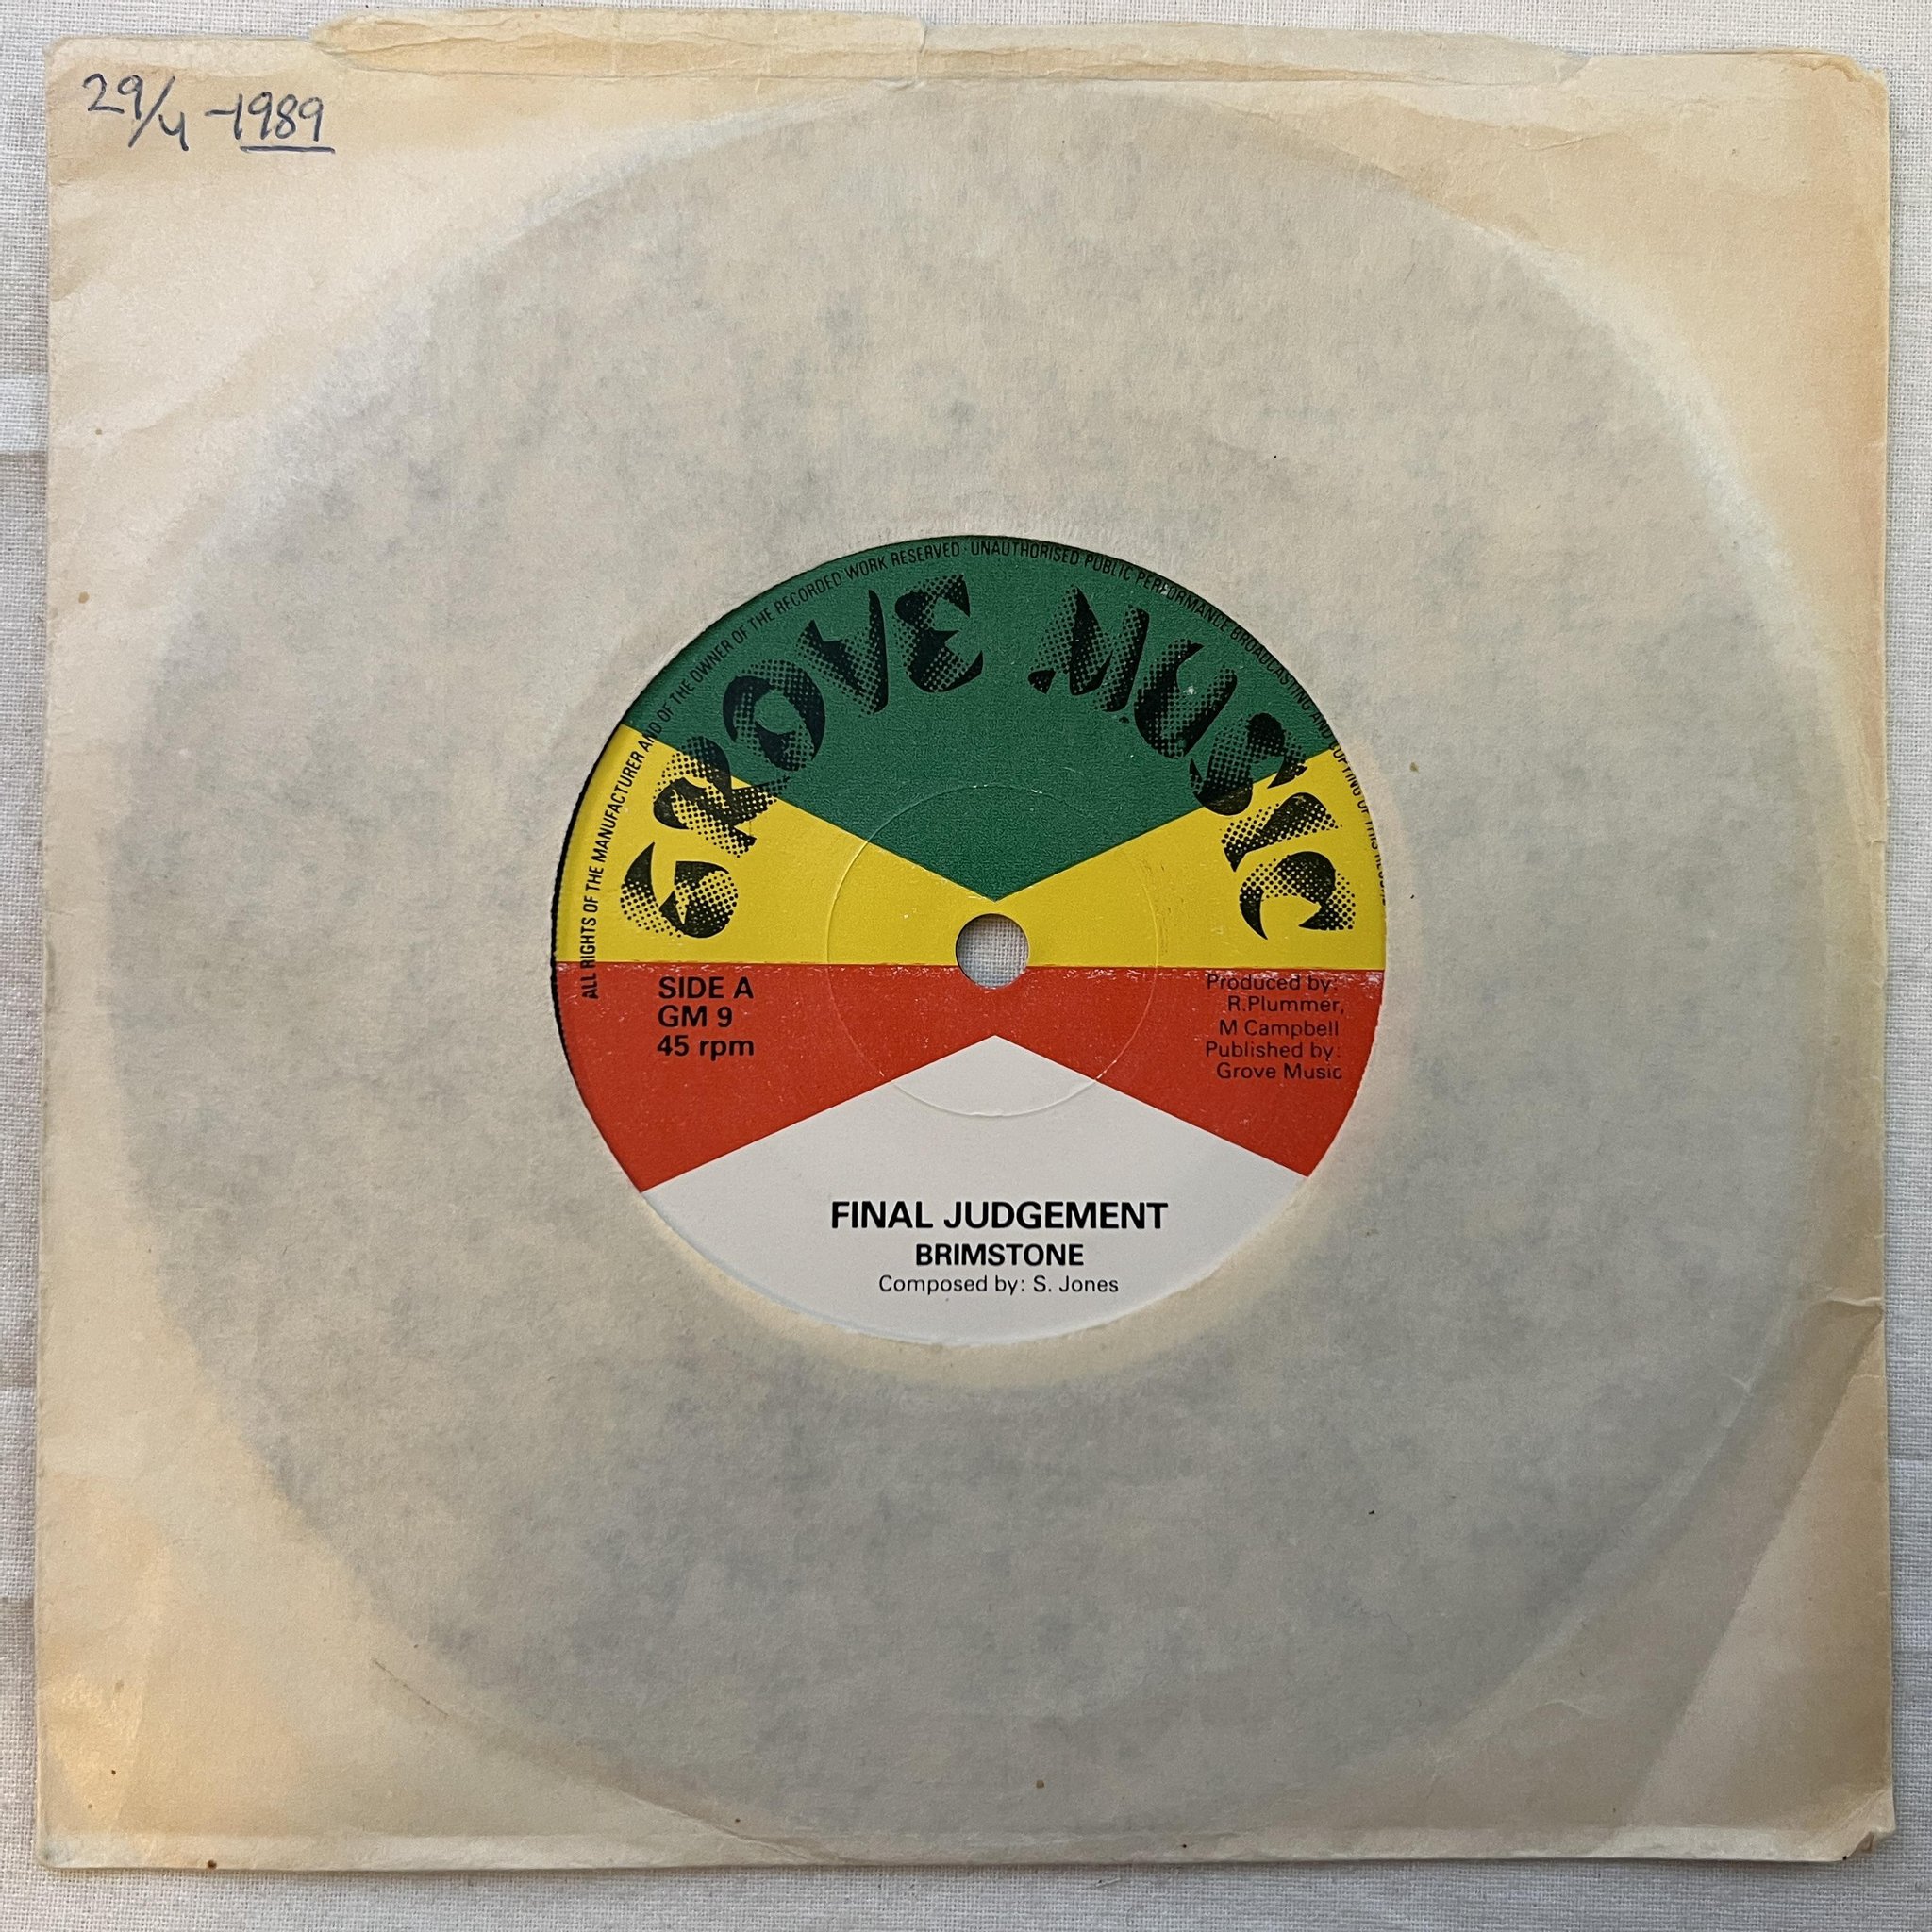 29/4-1989
ALL RIGHTS OF THE MANUFACTURER AND OF THE OWNER OF THE RECORDED WORK RESERVED · UNAUTHORISED PUBLIC PERFORMANCE BROADCASTING AND COPYING OF THIS RECORD
GROVE MUSIC
SIDE A
GM 9
45 rpm
Produced by:
R.Plummer,
M Campbell
Published by:
Grove Music
FINAL JUDGEMENT
BRIMSTONE
Composed by: S. Jones